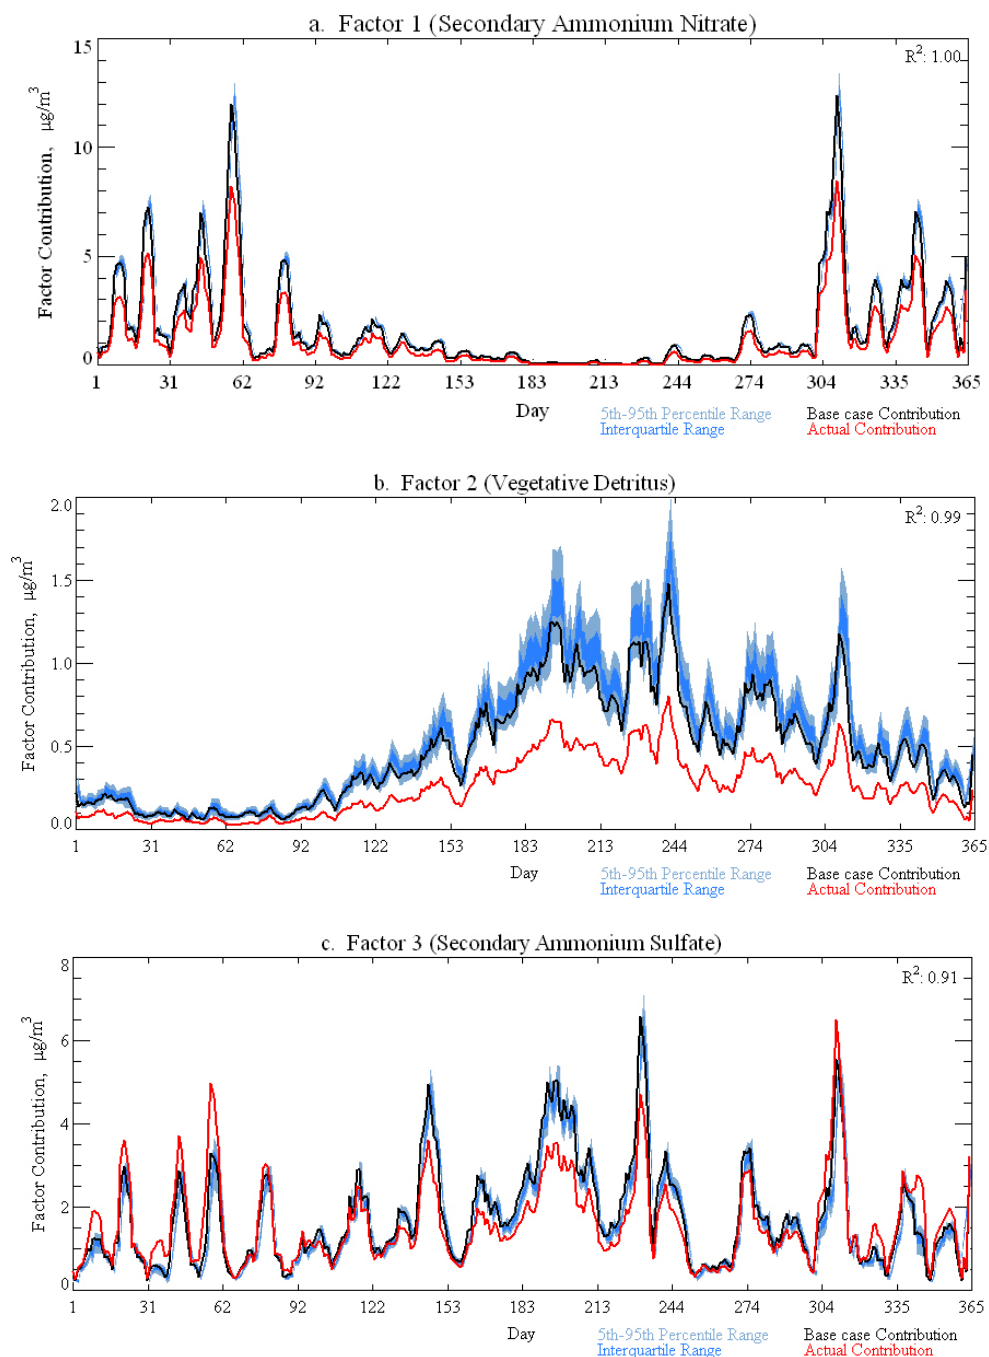 a. Factor 1 (Secondary Ammonium Nitrate)
R²: 1.00
15
10
5
0
Factor Contribution, μg/m³
1 31 62 92 122 153 183 213 244 274 304 335 365
Day
5th-95th Percentile Range Base case Contribution
Interquartile Range Actual Contribution
b. Factor 2 (Vegetative Detritus)
R²: 0.99
2.0
1.5
1.0
0.5
0.0
Factor Contribution, μg/m³
1 31 62 92 122 153 183 213 244 274 304 335 365
Day
5th-95th Percentile Range Base case Contribution
Interquartile Range Actual Contribution
c. Factor 3 (Secondary Ammonium Sulfate)
R²: 0.91
8
6
4
2
0
Factor Contribution, μg/m³
1 31 62 92 122 153 183 213 244 274 304 335 365
Day
5th-95th Percentile Range Base case Contribution
Interquartile Range Actual Contribution